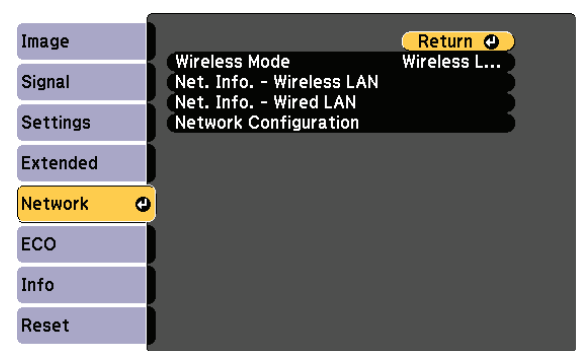 Image
Signal
Settings
Extended
Network
ECO
Info
Reset
Return
Wireless Mode Wireless L...
Net. Info. - Wireless LAN
Net. Info. - Wired LAN
Network Configuration